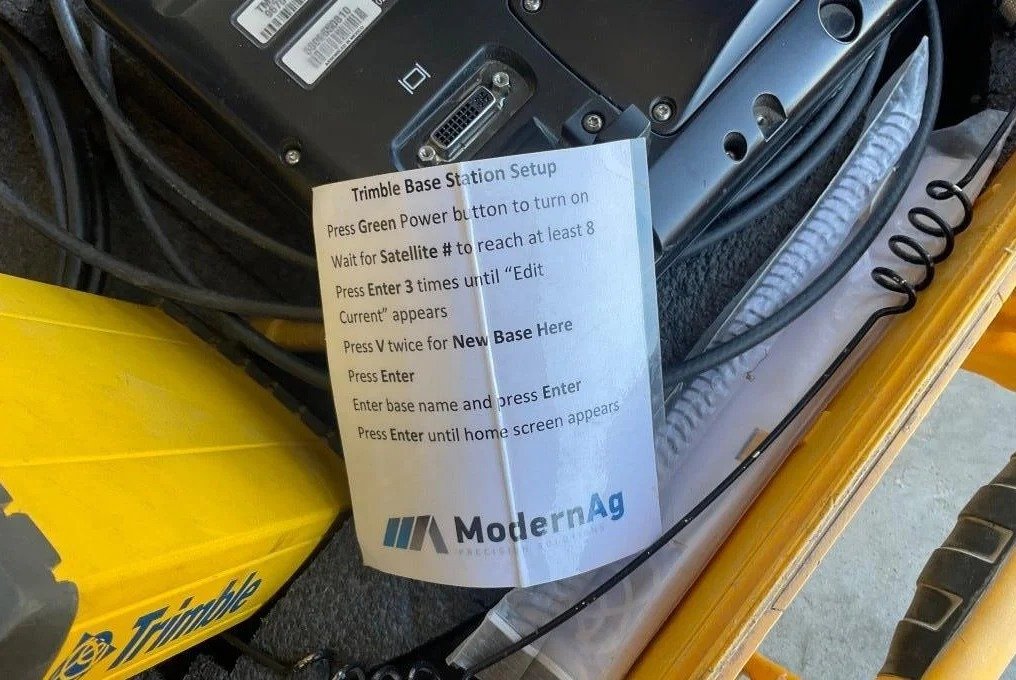 Trimble Base Station Setup
Press Green Power button to turn on
Wait for Satellite # to reach at least 8
Press Enter 3 times until “Edit
Current” appears
Press V twice for New Base Here
Press Enter
Enter base name and press Enter
Press Enter until home screen appears
ModernAg
PRECISION SOLUTIONS
Trimble